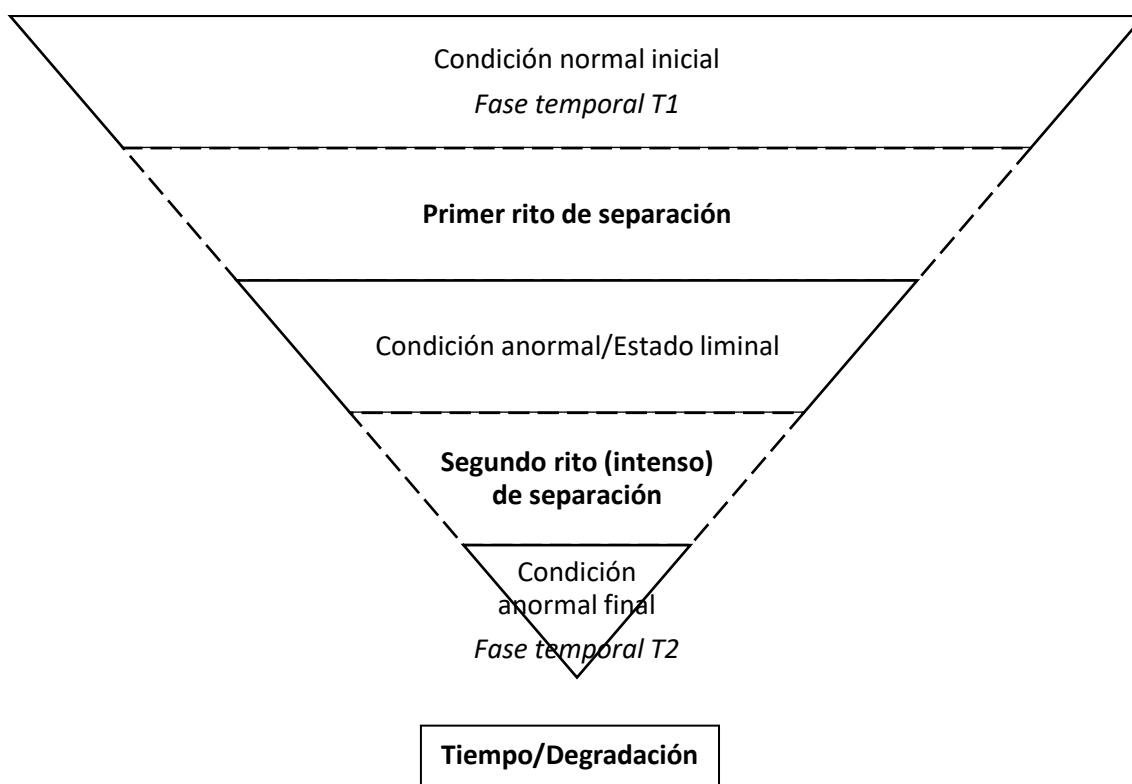 Condición normal inicial
Fase temporal T1
Primer rito de separación
Condición anormal/Estado liminal
Segundo rito (intenso)
de separación
Condición
anormal final
Fase temporal T2
Tiempo/Degradación